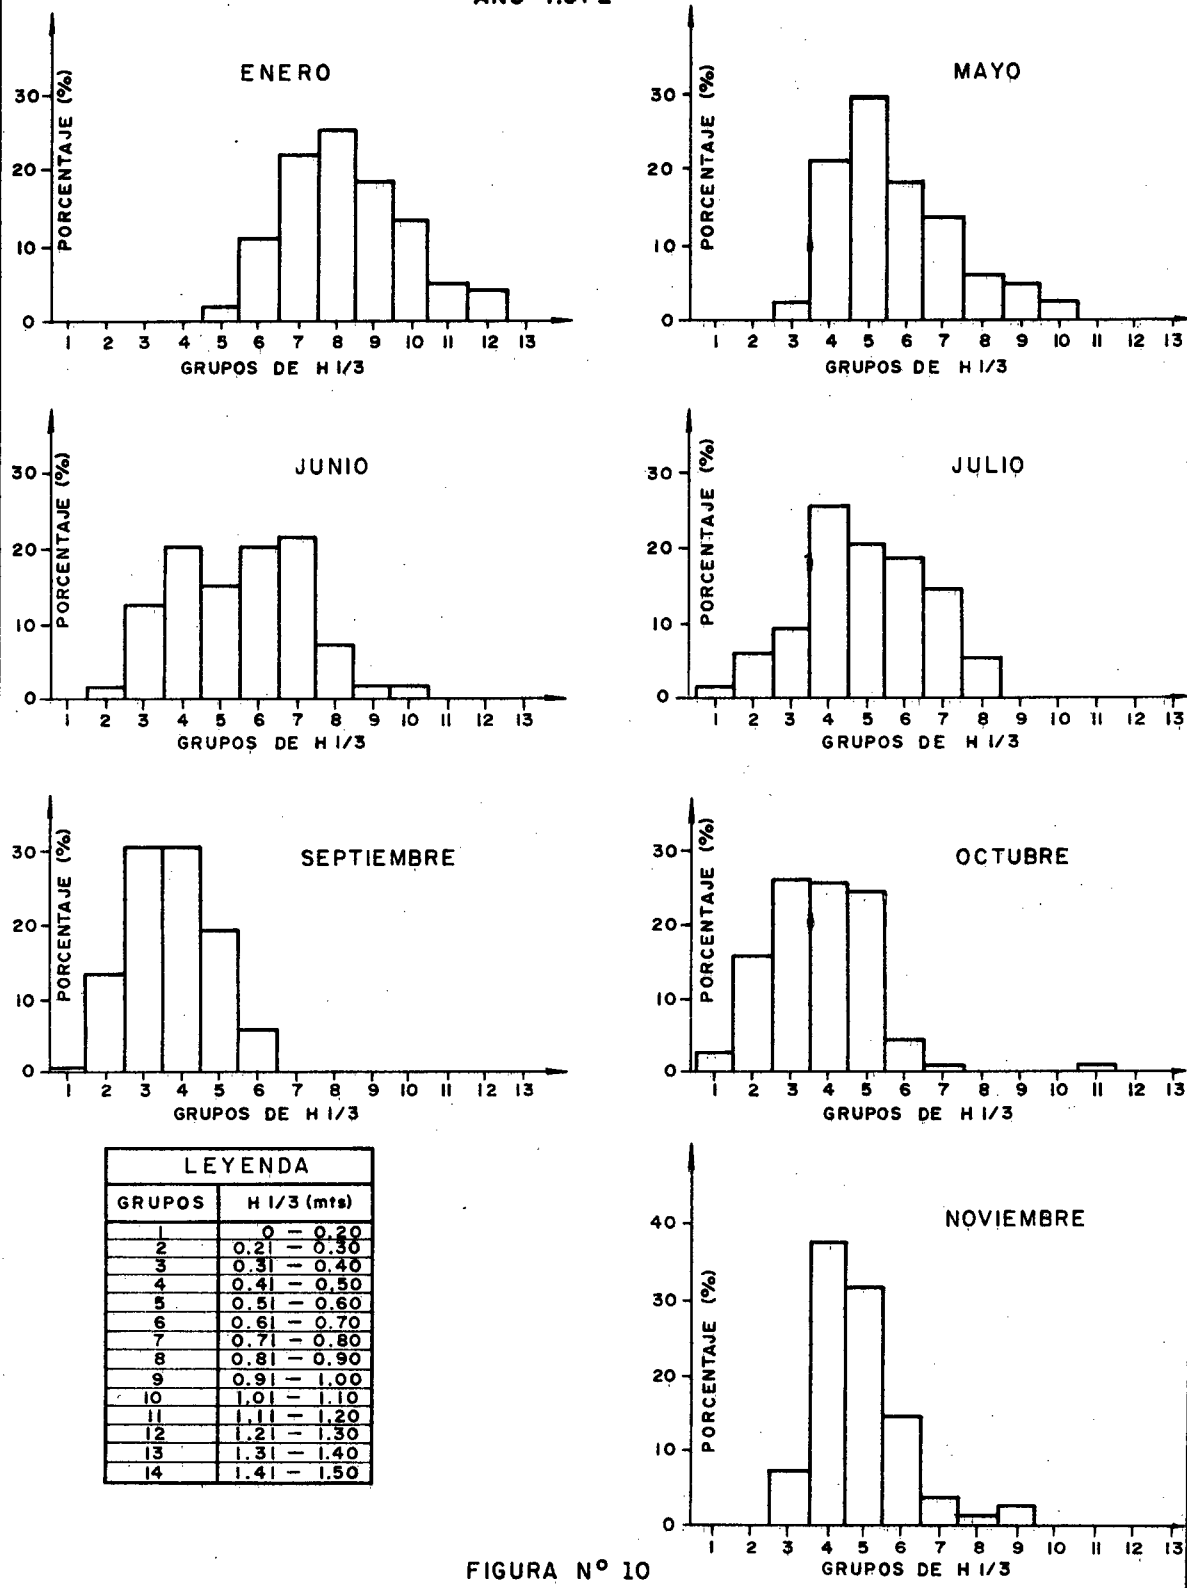 ENERO
PORCENTAJE (%)
30
20
10
0
1 2 3 4 5 6 7 8 9 10 11 12 13
GRUPOS DE H 1/3
MAYO
PORCENTAJE (%)
30
20
10
0
1 2 3 4 5 6 7 8 9 10 11 12 13
GRUPOS DE H 1/3
JUNIO
PORCENTAJE (%)
30
20
10
0
1 2 3 4 5 6 7 8 9 10 11 12 13
GRUPOS DE H 1/3
JULIO
PORCENTAJE (%)
30
20
10
0
1 2 3 4 5 6 7 8 9 10 11 12 13
GRUPOS DE H 1/3
SEPTIEMBRE
PORCENTAJE (%)
30
20
10
0
1 2 3 4 5 6 7 8 9 10 11 12 13
GRUPOS DE H 1/3
OCTUBRE
PORCENTAJE (%)
30
20
10
0
1 2 3 4 5 6 7 8 9 10 11 12 13
GRUPOS DE H 1/3
LEYENDA
GRUPOS H 1/3 (mts)
1 0 - 0.20
2 0.21 - 0.30
3 0.31 - 0.40
4 0.41 - 0.50
5 0.51 - 0.60
6 0.61 - 0.70
7 0.71 - 0.80
8 0.81 - 0.90
9 0.91 - 1.00
10 1.01 - 1.10
11 1.11 - 1.20
12 1.21 - 1.30
13 1.31 - 1.40
14 1.41 - 1.50
NOVIEMBRE
PORCENTAJE (%)
40
30
20
10
0
1 2 3 4 5 6 7 8 9 10 11 12 13
GRUPOS DE H 1/3
FIGURA Nº 10